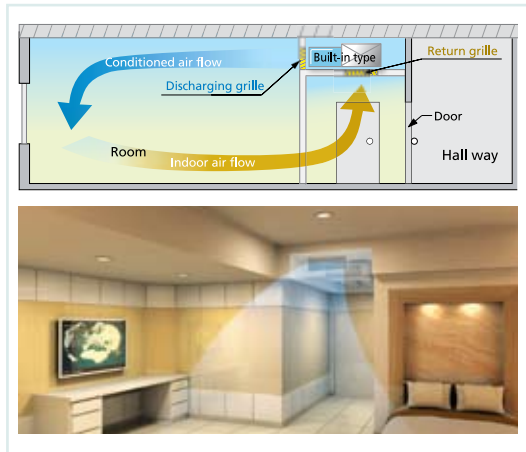 Conditioned air flow
Built-in type
Return grille
Discharging grille
Door
Room
Indoor air flow
Hall way